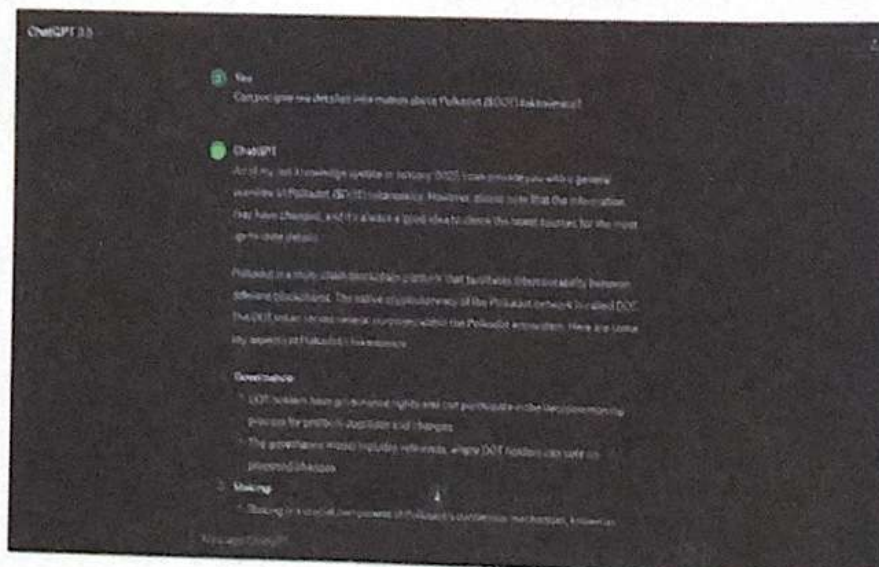 ChatGPT 3.5
You
Can you give me detailed information about Polkadot ($DOT) tokenomics?
ChatGPT
As of my last knowledge update in January 2022, I can provide you with a general
overview of Polkadot ($DOT) tokenomics. However, please note that the information
may have changed, and it's always a good idea to check the latest sources for the most
up-to-date details.
Polkadot is a multi-chain blockchain platform that facilitates interoperability between
different blockchains. The native cryptocurrency of the Polkadot network is called DOT.
The DOT token serves several purposes within the Polkadot ecosystem. Here are some
key aspects of Polkadot's tokenomics
Governance
DOT holders have governance rights and can participate in the decision-making
process for protocol upgrades and changes
The governance model includes referenda, where DOT holders can vote on
proposed changes
Staking
Staking is a crucial component of Polkadot's consensus mechanism, known as
Message ChatGPT